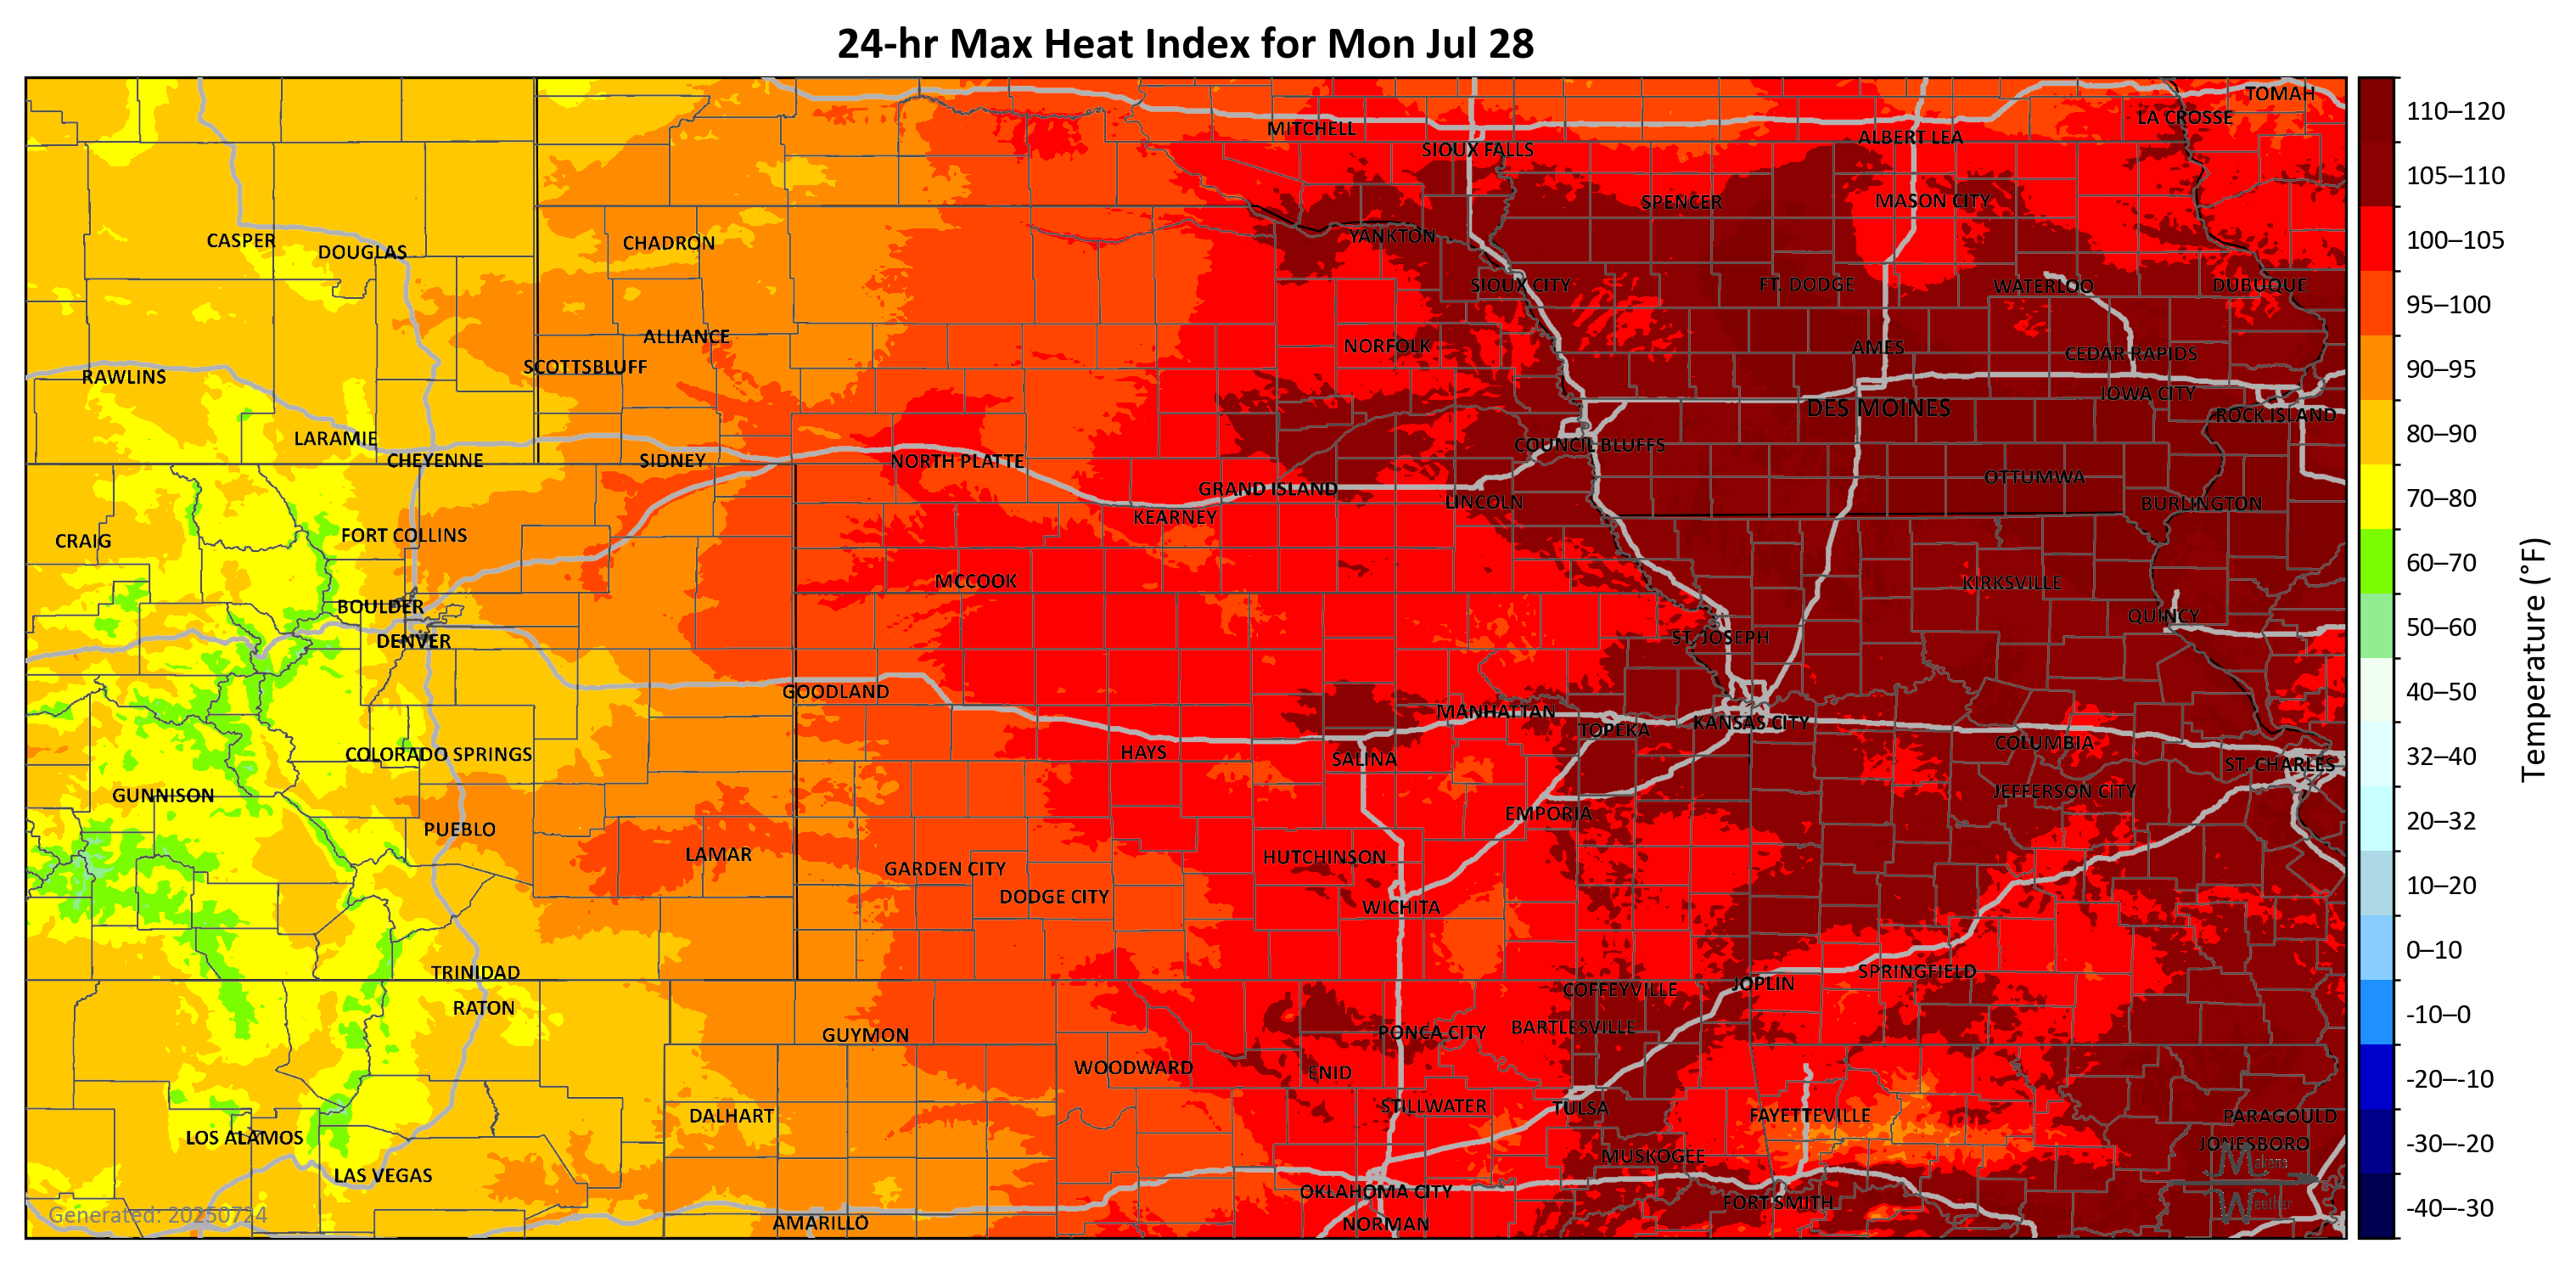 24-hr Max Heat Index for Mon Jul 28
TOMAH
LA CROSSE
MITCHELL
ALBERT LEA
SIOUX FALLS
SPENCER
MASON CITY
YANKTON
CASPER
DOUGLAS
CHADRON
SIOUX CITY
FT. DODGE
WATERLOO
DUBUQUE
ALLIANCE
NORFOLK
AMES
CEDAR RAPIDS
SCOTTSBLUFF
RAWLINS
IOWA CITY
DES MOINES
ROCK ISLAND
LARAMIE
COUNCIL BLUFFS
CHEYENNE
SIDNEY
NORTH PLATTE
OTTUMWA
GRAND ISLAND
LINCOLN
BURLINGTON
KEARNEY
FORT COLLINS
CRAIG
MCCOOK
KIRKSVILLE
BOULDER
QUINCY
DENVER
ST. JOSEPH
GOODLAND
MANHATTAN
TOPEKA
KANSAS CITY
COLORADO SPRINGS
HAYS
SALINA
COLUMBIA
ST. CHARLES
GUNNISON
JEFFERSON CITY
EMPORIA
PUEBLO
LAMAR
HUTCHINSON
GARDEN CITY
DODGE CITY
WICHITA
TRINIDAD
SPRINGFIELD
JOPLIN
COFFEYVILLE
RATON
GUYMON
PONCA CITY
BARTLESVILLE
WOODWARD
ENID
STILLWATER
TULSA
DALHART
FAYETTEVILLE
PARAGOULD
LOS ALAMOS
JONESBORO
MUSKOGEE
LAS VEGAS
OKLAHOMA CITY
FORT SMITH
AMARILLO
NORMAN
Makens
Weather
Generated: 20250724
110–120
105–110
100–105
95–100
90–95
80–90
70–80
60–70
50–60
40–50
32–40
20–32
10–20
0–10
-10–0
-20–-10
-30–-20
-40–-30
Temperature (°F)